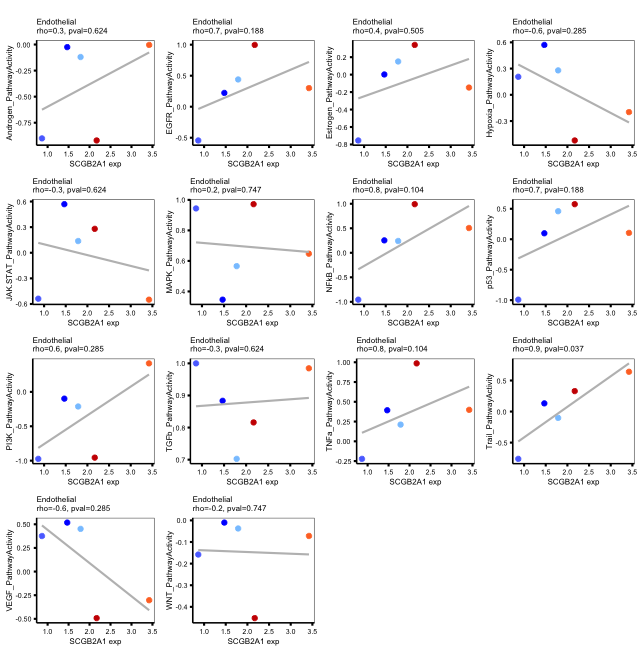 Endothelial
rho=0.3, pval=0.624
Androgen_PathwayActivity
0.00
-0.25
-0.50
-0.75
1.0 1.5 2.0 2.5 3.0 3.5
SCGB2A1 exp
Endothelial
rho=0.7, pval=0.188
EGFR_PathwayActivity
1.0
0.5
0.0
-0.5
1.0 1.5 2.0 2.5 3.0 3.5
SCGB2A1 exp
Endothelial
rho=0.4, pval=0.505
Estrogen_PathwayActivity
0.2
0.0
-0.2
-0.4
-0.6
-0.8
1.0 1.5 2.0 2.5 3.0 3.5
SCGB2A1 exp
Endothelial
rho=-0.6, pval=0.285
Hypoxia_PathwayActivity
0.6
0.3
0.0
-0.3
1.0 1.5 2.0 2.5 3.0 3.5
SCGB2A1 exp
Endothelial
rho=-0.3, pval=0.624
JAK-STAT_PathwayActivity
0.6
0.3
0.0
-0.3
-0.6
1.0 1.5 2.0 2.5 3.0 3.5
SCGB2A1 exp
Endothelial
rho=0.2, pval=0.747
MAPK_PathwayActivity
1.0
0.8
0.6
0.4
1.0 1.5 2.0 2.5 3.0 3.5
SCGB2A1 exp
Endothelial
rho=0.8, pval=0.104
NFkB_PathwayActivity
1.0
0.5
0.0
-0.5
-1.0
1.0 1.5 2.0 2.5 3.0 3.5
SCGB2A1 exp
Endothelial
rho=0.7, pval=0.188
p53_PathwayActivity
0.5
0.0
-0.5
-1.0
1.0 1.5 2.0 2.5 3.0 3.5
SCGB2A1 exp
Endothelial
rho=0.6, pval=0.285
PI3K_PathwayActivity
0.0
-0.5
-1.0
1.0 1.5 2.0 2.5 3.0 3.5
SCGB2A1 exp
Endothelial
rho=-0.3, pval=0.624
TGFb_PathwayActivity
1.0
0.9
0.8
0.7
1.0 1.5 2.0 2.5 3.0 3.5
SCGB2A1 exp
Endothelial
rho=0.8, pval=0.104
TNFa_PathwayActivity
1.00
0.75
0.50
0.25
0.00
-0.25
1.0 1.5 2.0 2.5 3.0 3.5
SCGB2A1 exp
Endothelial
rho=0.9, pval=0.037
Trail_PathwayActivity
0.5
0.0
-0.5
1.0 1.5 2.0 2.5 3.0 3.5
SCGB2A1 exp
Endothelial
rho=-0.6, pval=0.285
VEGF_PathwayActivity
0.50
0.25
0.00
-0.25
-0.50
1.0 1.5 2.0 2.5 3.0 3.5
SCGB2A1 exp
Endothelial
rho=-0.2, pval=0.747
WNT_PathwayActivity
0.0
-0.1
-0.2
-0.3
-0.4
1.0 1.5 2.0 2.5 3.0 3.5
SCGB2A1 exp